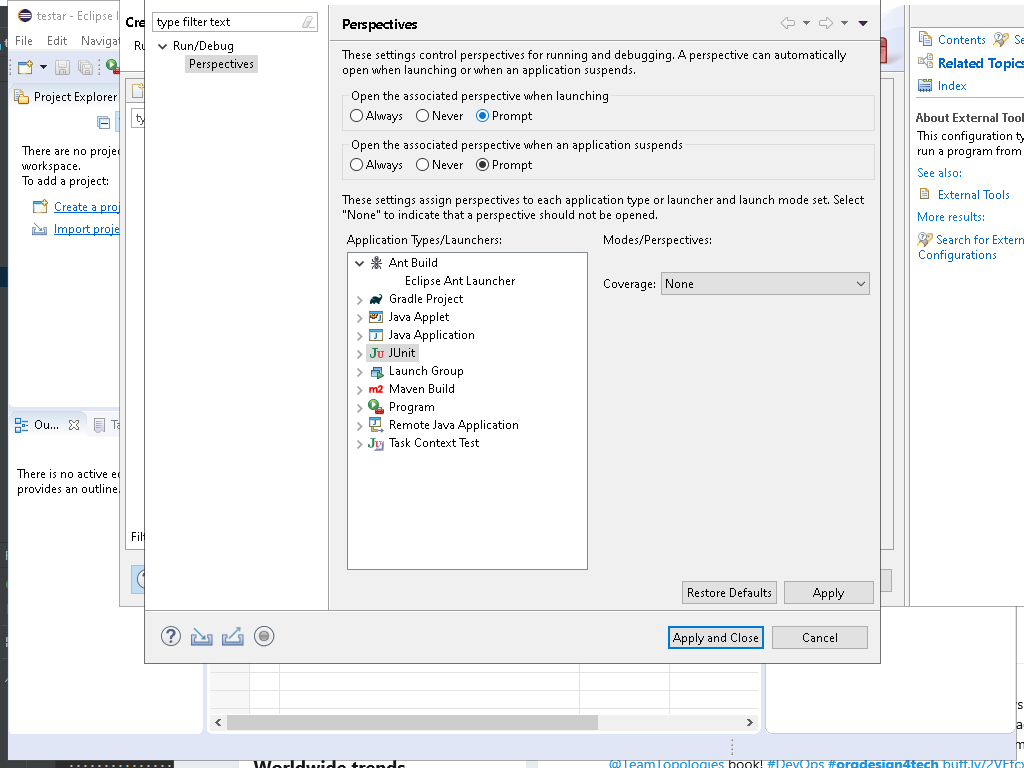 testar - Eclipse
File Edit Navigat
Project Explorer
There are no proje
workspace.
To add a project:
Create a proj
Import proje
Ou...
Ta
There is no active ed
provides an outline.
Cre
Ru
ty
Filt
type filter text
Run/Debug
Perspectives
Perspectives
These settings control perspectives for running and debugging. A perspective can automatically
open when launching or when an application suspends.
Open the associated perspective when launching
Always Never Prompt
Open the associated perspective when an application suspends
Always Never Prompt
These settings assign perspectives to each application type or launcher and launch mode set. Select
"None" to indicate that a perspective should not be opened.
Application Types/Launchers:
Modes/Perspectives:
Ant Build
Eclipse Ant Launcher
Gradle Project
Java Applet
Java Application
JUnit
Launch Group
Maven Build
Program
Remote Java Application
Task Context Test
Coverage: None
Restore Defaults Apply
Apply and Close Cancel
Contents Se
Related Topics
Index
About External Tool
This configuration ty
run a program from
See also:
External Tools
More results:
Search for Extern
Configurations
Worldwide trends
@TeamTopologies book! #DevOps #orgdesign4tech buff.ly/2VFfcx